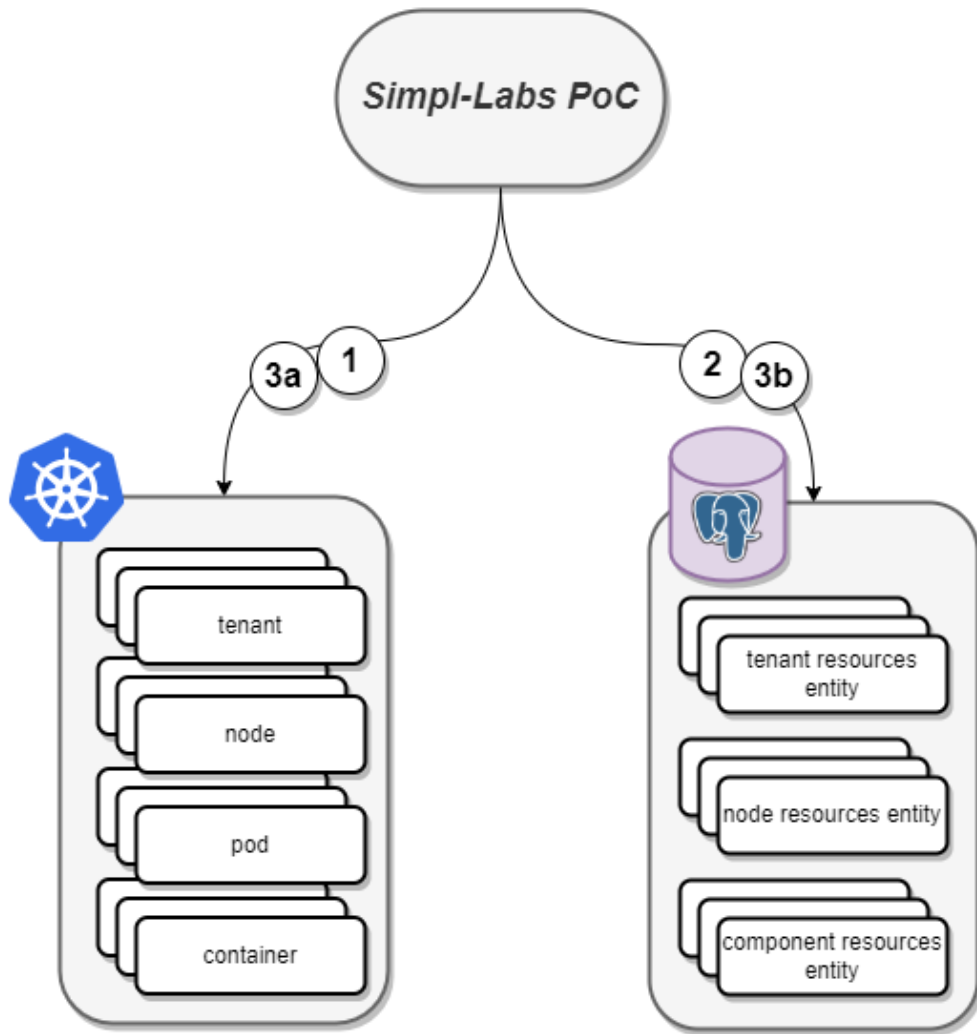 Simpl-Labs PoC
3a
1
2
3b
tenant
node
pod
container
tenant resources
entity
node resources entity
component resources
entity